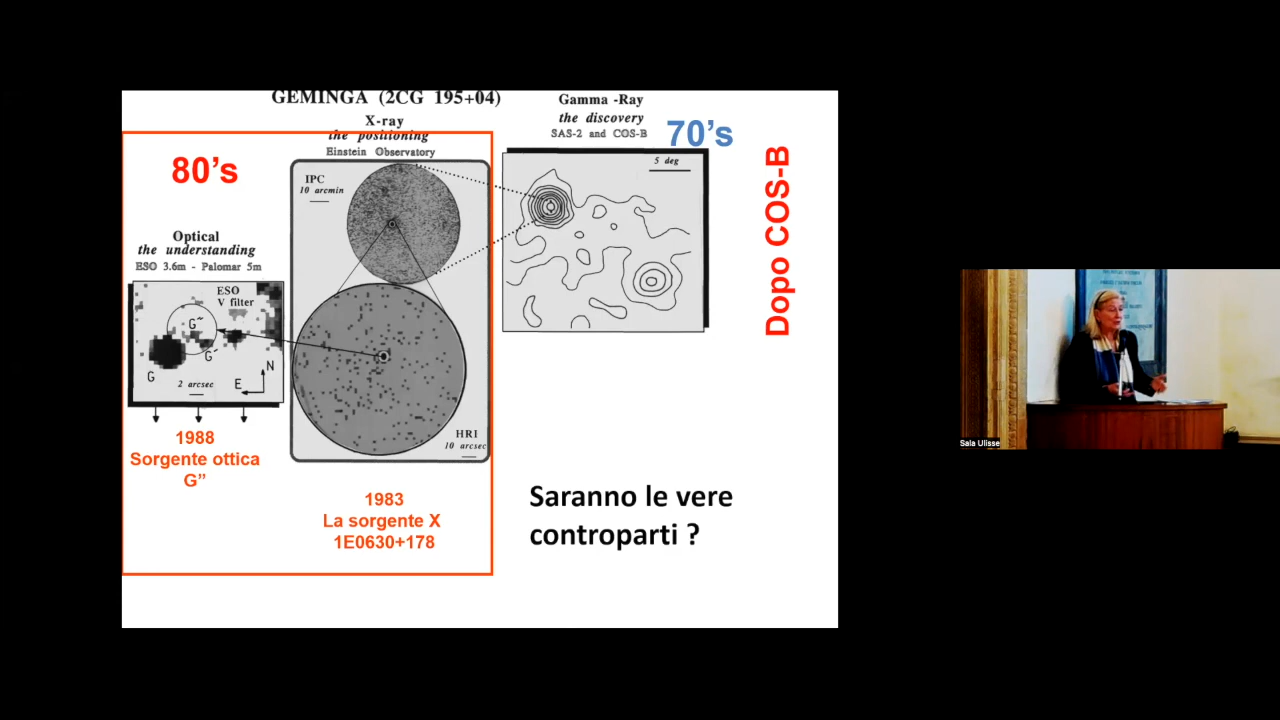 GEMINGA (2CG 195+04)
X-ray
the positioning
Einstein Observatory
Gamma -Ray
the discovery
SAS-2 and COS-B
70's
80's
IPC
10 arcmin
5 deg
Dopo COS-B
Optical
the understanding
ESO 3.6m - Palomar 5m
ESO
V filter
G"
G'
G
2 arcsec
E
N
HRI
10 arcsec
1988
Sorgente ottica
G”
1983
La sorgente X
1E0630+178
Saranno le vere
controparti ?
Sala Ulisse